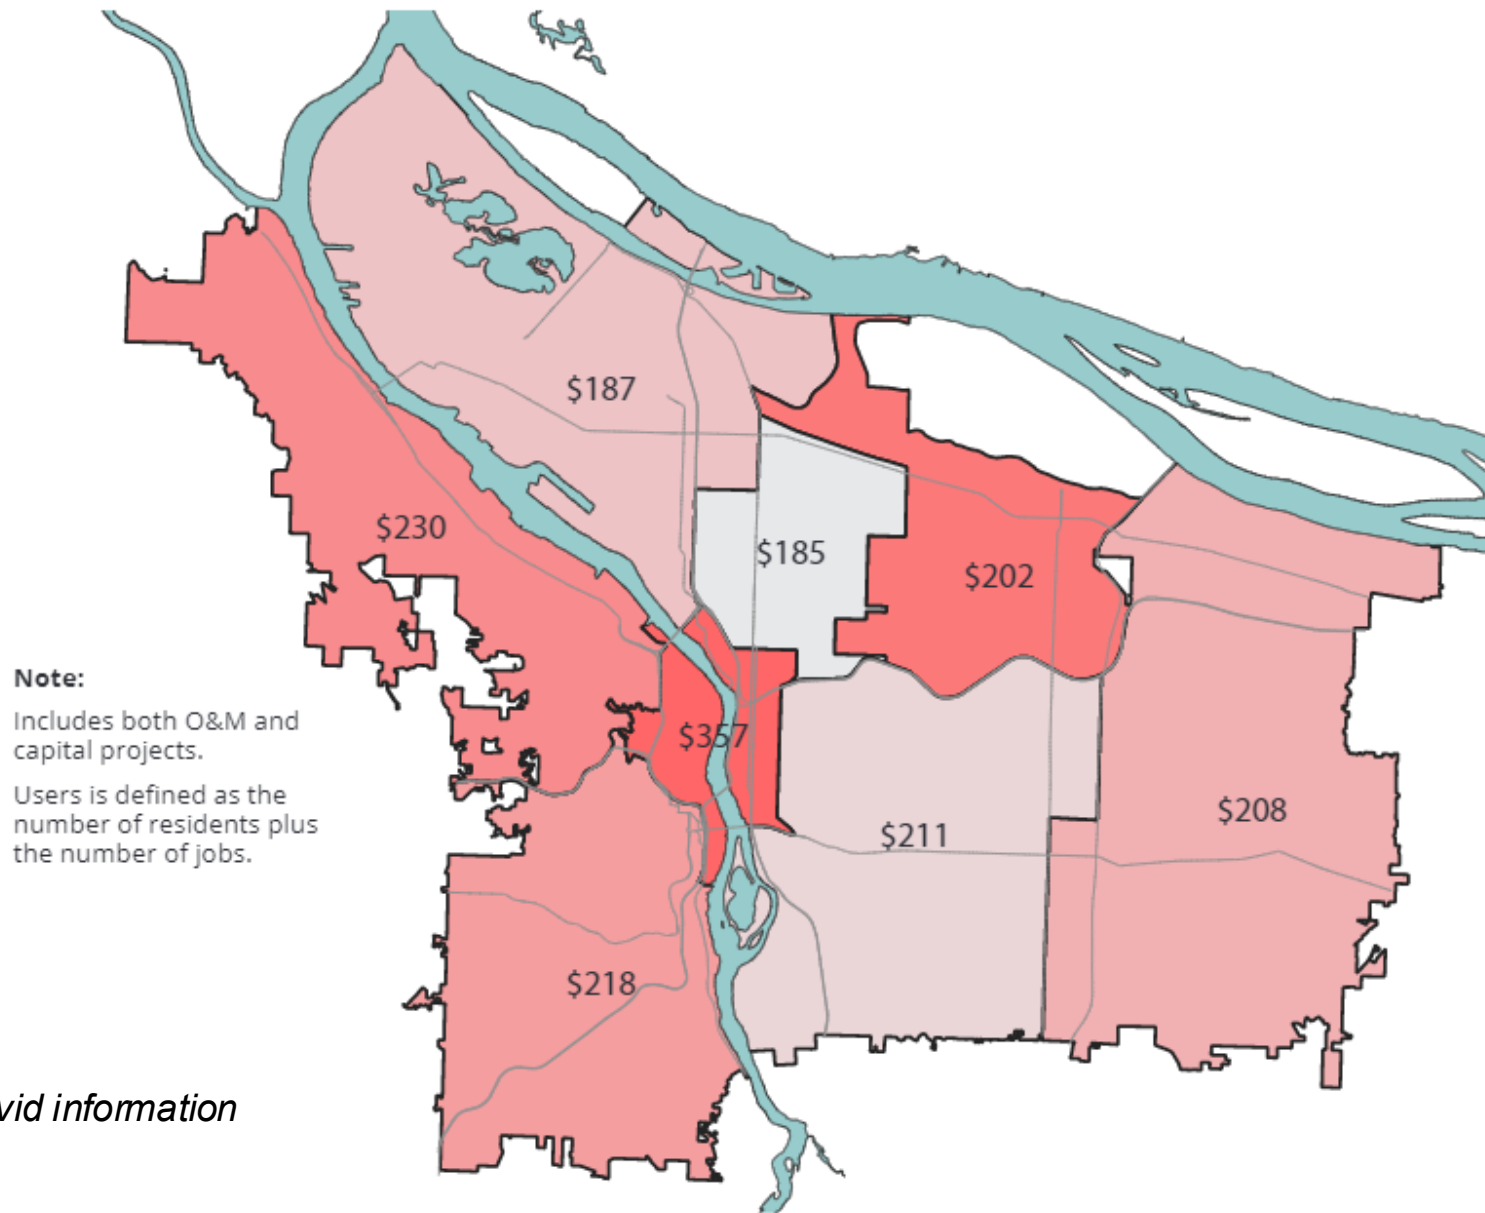 $187
$230
$185
$202
Note:
Includes both O&M and
capital projects.
Users is defined as the
number of residents plus
the number of jobs.
$357
$211
$208
$218
vid information